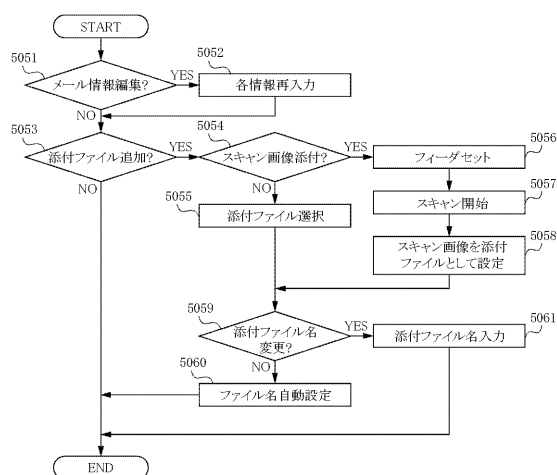 START
5051
メール情報編集?
YES
5052
各情報再入力
NO
5053
添付ファイル追加?
YES
5054
スキャン画像添付?
YES
5056
フィーダセット
NO
NO
5055
添付ファイル選択
5057
スキャン開始
5058
スキャン画像を添付
ファイルとして設定
5059
添付ファイル名
変更?
YES
5061
添付ファイル名入力
NO
5060
ファイル名自動設定
END